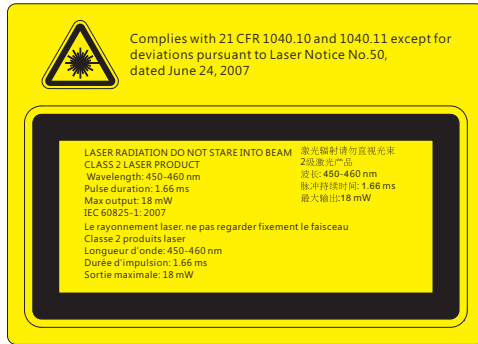 Complies with 21 CFR 1040.10 and 1040.11 except for
deviations pursuant to Laser Notice No.50,
dated June 24, 2007
LASER RADIATION DO NOT STARE INTO BEAM
CLASS 2 LASER PRODUCT
Wavelength: 450-460 nm
Pulse duration: 1.66 ms
Max output: 18 mW
IEC 60825-1: 2007
Le rayonnement laser. ne pas regarder fixement le faisceau
Classe 2 produits laser
Longueur d'onde: 450-460 nm
Durée d'impulsion: 1.66 ms
Sortie maximale: 18 mW
激光辐射请勿直视光束
2级激光产品
波长: 450-460 nm
脉冲持续时间: 1.66 ms
最大输出:18 mW